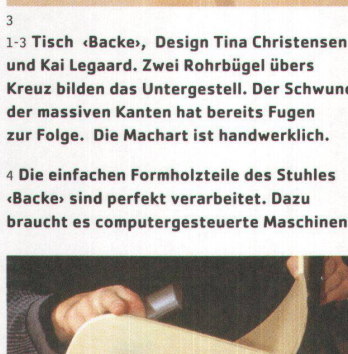 3
1-3 Tisch ‹Backe›, Design Tina Christensen
und Kai Legaard. Zwei Rohrbügel übers
Kreuz bilden das Untergestell. Der Schwund
der massiven Kanten hat bereits Fugen
zur Folge. Die Machart ist handwerklich.
4 Die einfachen Formholzteile des Stuhles
‹Backe› sind perfekt verarbeitet. Dazu
braucht es computergesteuerte Maschinen